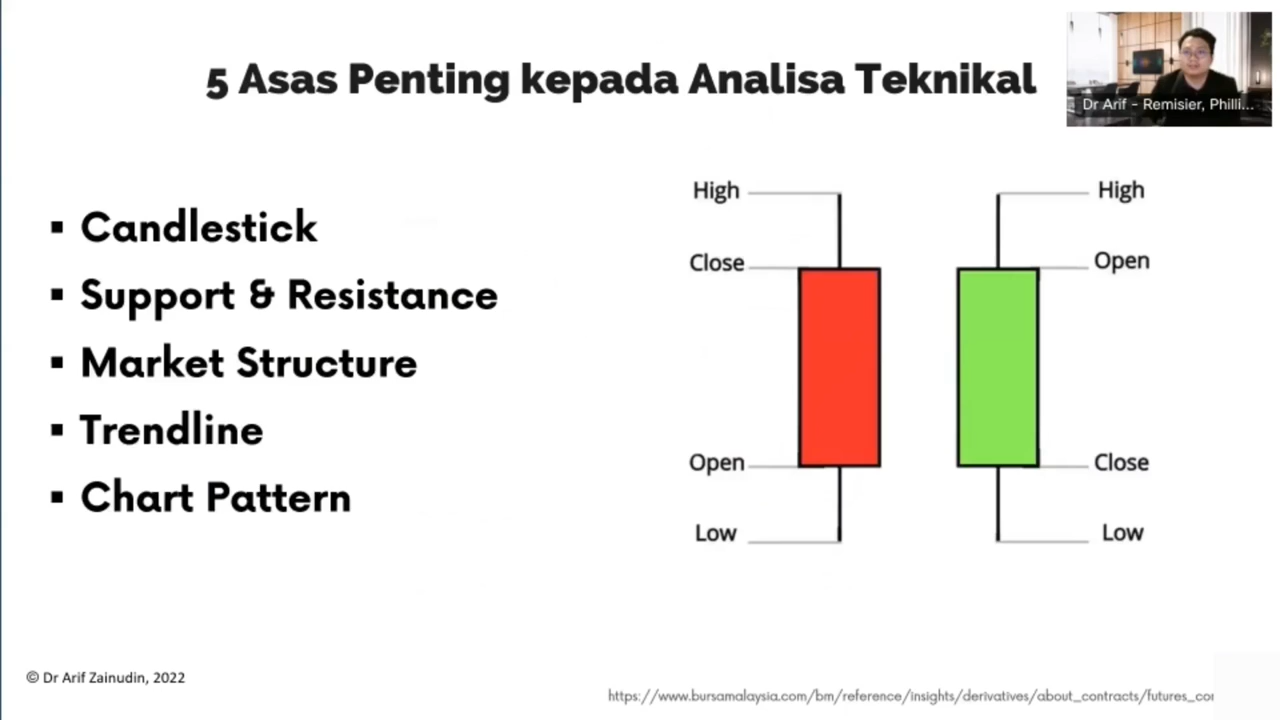 5 Asas Penting kepada Analisa Teknikal
Dr Arif - Remisier, Philli...
▪ Candlestick
▪ Support & Resistance
▪ Market Structure
▪ Trendline
▪ Chart Pattern
High
Close
Open
Low
High
Open
Close
Low
© Dr Arif Zainudin, 2022
https://www.bursamalaysia.com/bm/reference/insights/derivatives/about_contracts/futures_co